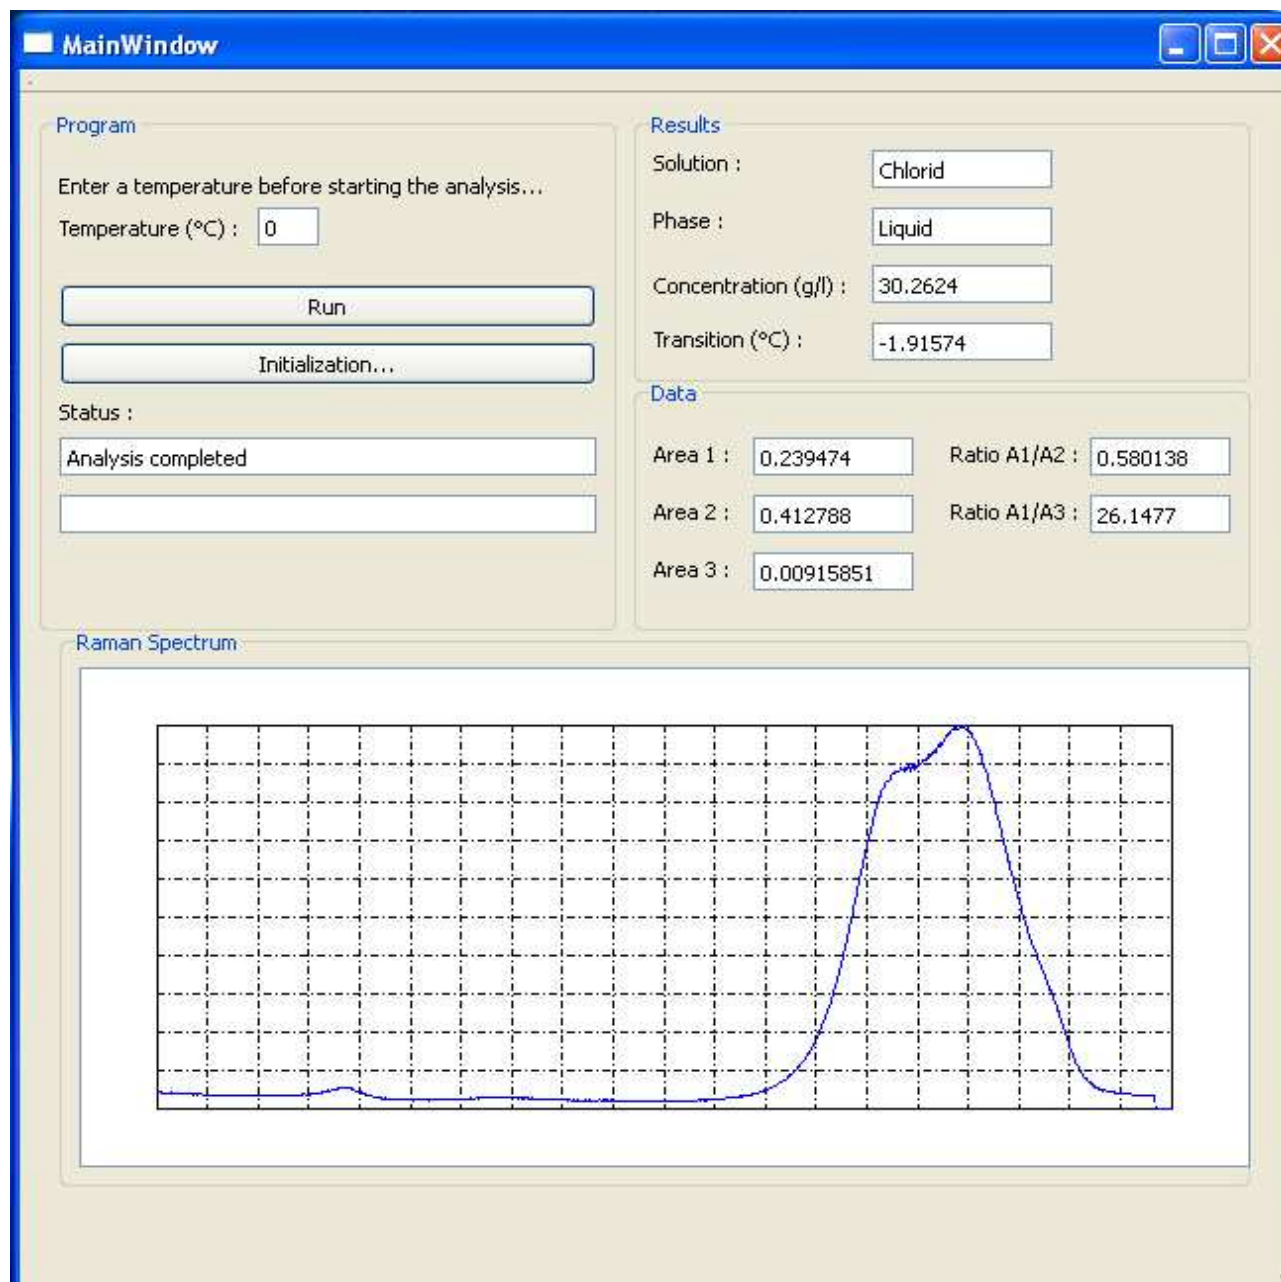 MainWindow
Program
Enter a temperature before starting the analysis...
Temperature (°C) : 0
Run
Initialization...
Status :
Analysis completed
Results
Solution : Chlorid
Phase : Liquid
Concentration (g/l) : 30.2624
Transition (°C) : -1.91574
Data
Area 1 : 0.239474 Ratio A1/A2 : 0.580138
Area 2 : 0.412788 Ratio A1/A3 : 26.1477
Area 3 : 0.00915851
Raman Spectrum